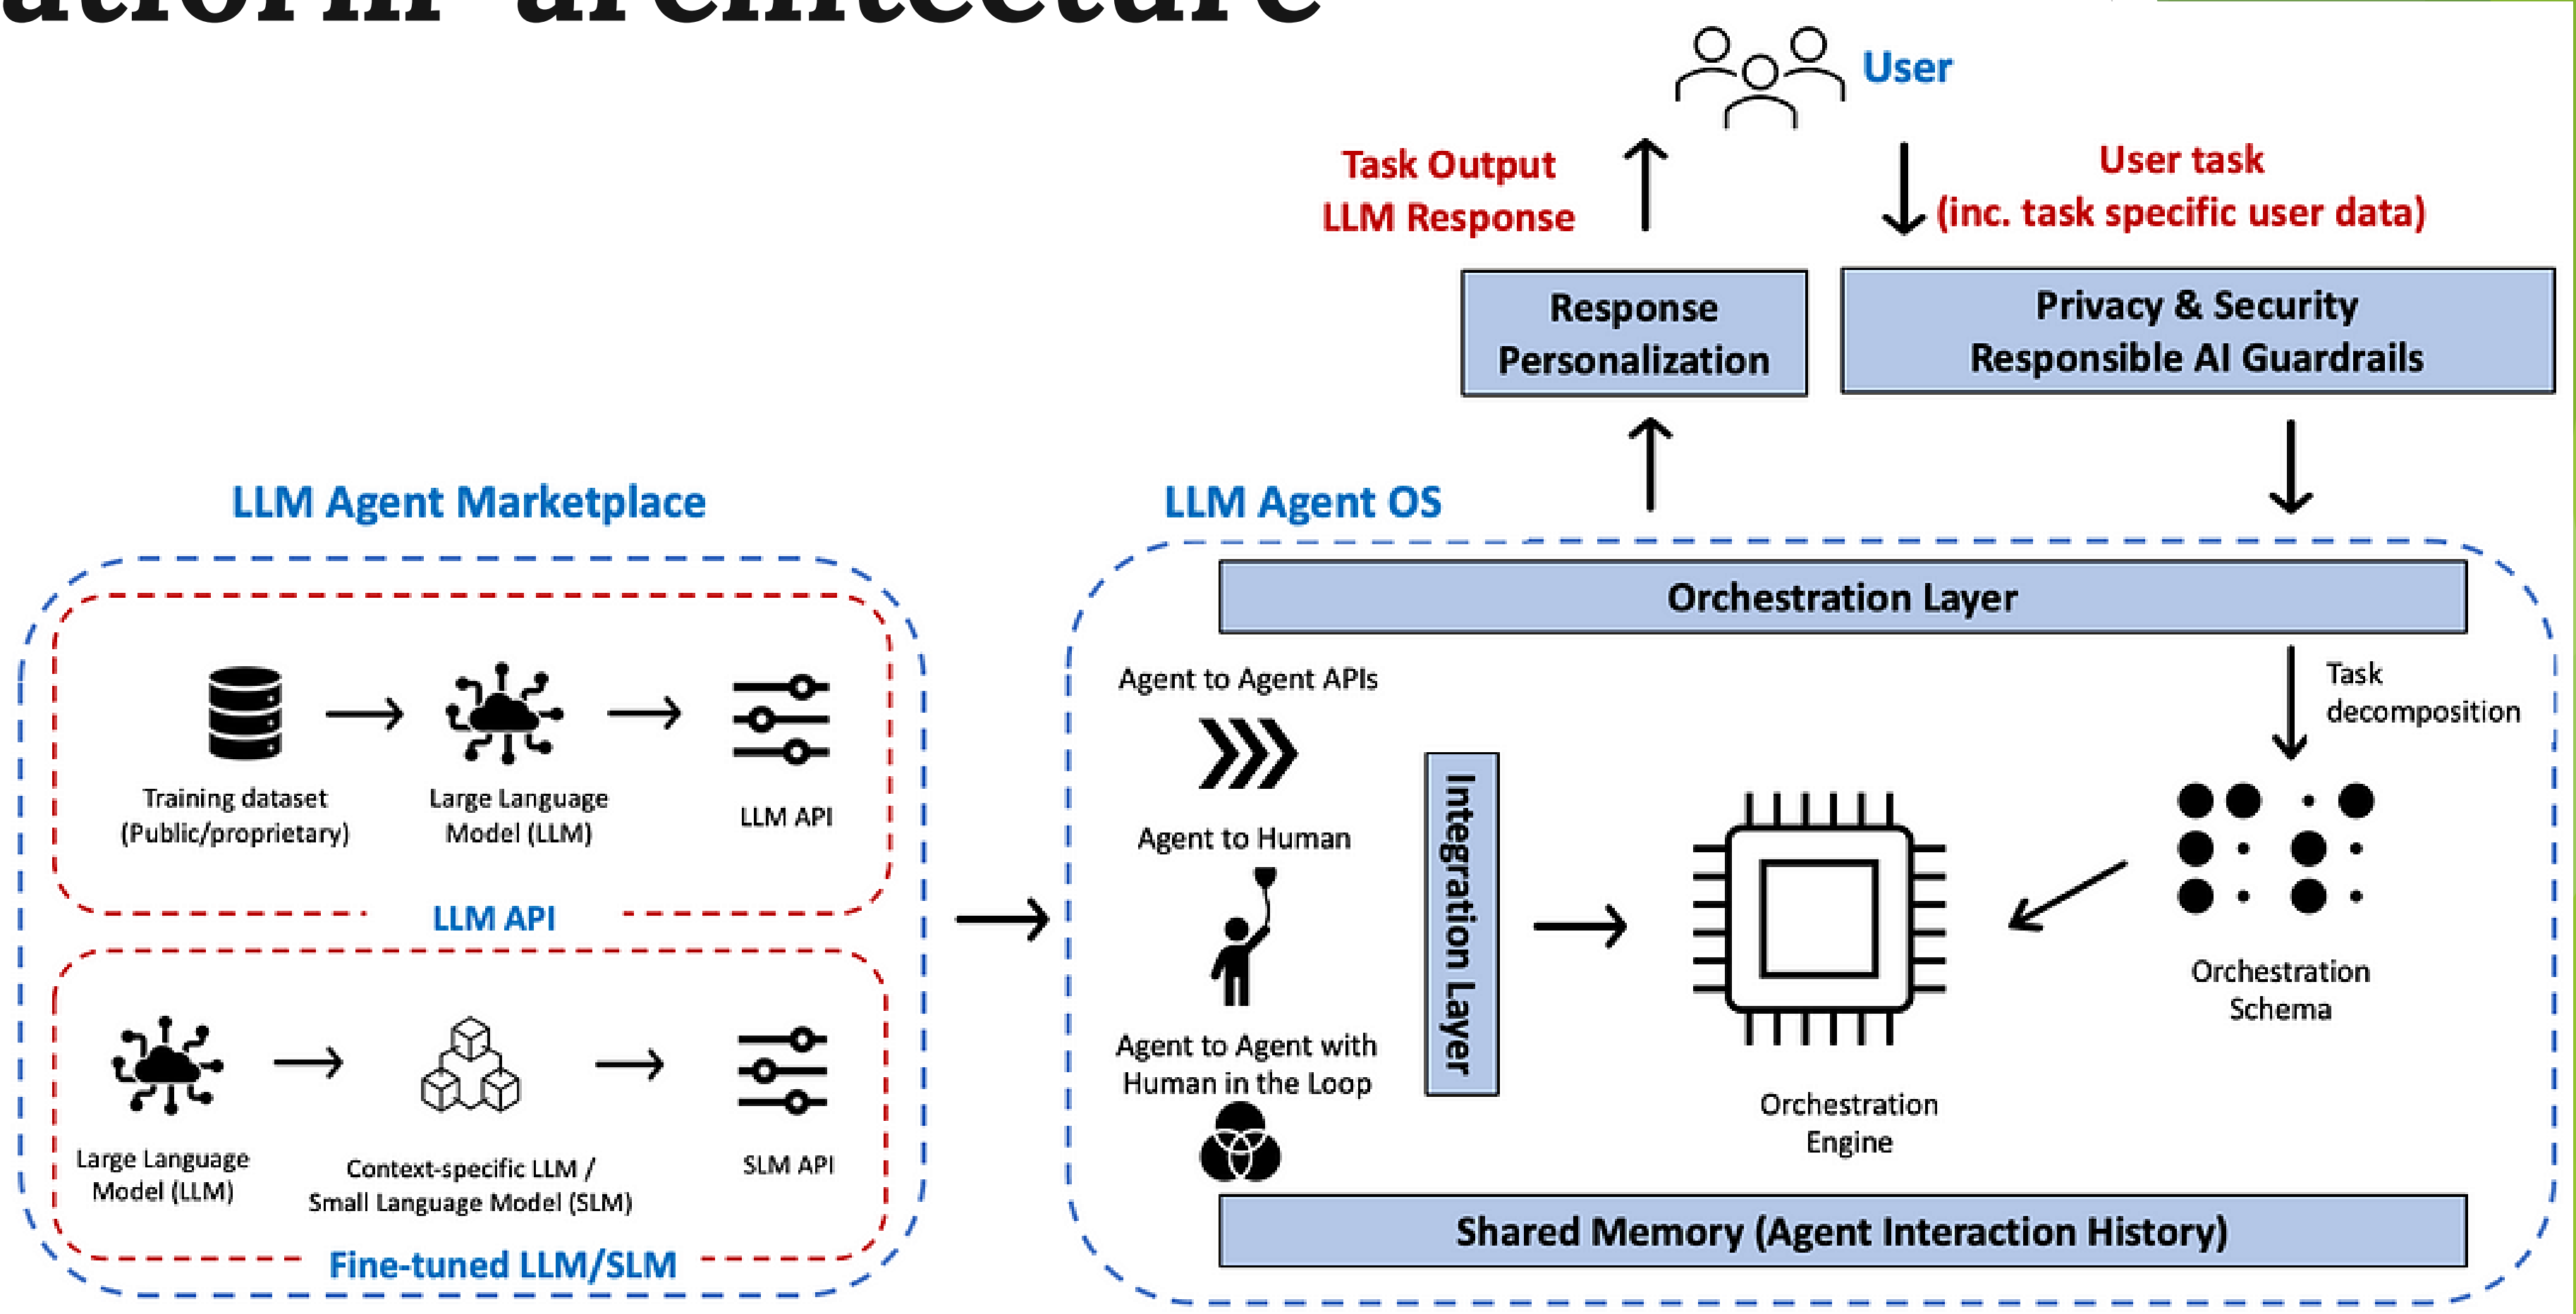 architecture
User
Task Output
LLM Response
User task
(inc. task specific user data)
Response
Personalization
Privacy & Security
Responsible AI Guardrails
LLM Agent Marketplace
Training dataset
(Public/proprietary)
Large Language
Model (LLM)
LLM API
LLM API
Large Language
Model (LLM)
Context-specific LLM /
Small Language Model (SLM)
SLM API
Fine-tuned LLM/SLM
LLM Agent OS
Orchestration Layer
Agent to Agent APIs
Agent to Human
Agent to Agent with
Human in the Loop
Integration Layer
Task
decomposition
Orchestration
Engine
Orchestration
Schema
Shared Memory (Agent Interaction History)